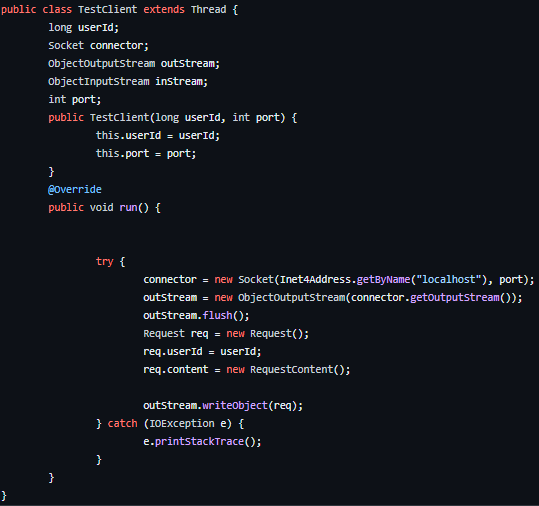 public class TestClient extends Thread {
long userId;
Socket connector;
ObjectOutputStream outStream;
ObjectInputStream inStream;
int port;
public TestClient(long userId, int port) {
this.userId = userId;
this.port = port;
}
@Override
public void run() {
try {
connector = new Socket(Inet4Address.getByName("localhost"), port);
outStream = new ObjectOutputStream(connector.getOutputStream());
outStream.flush();
Request req = new Request();
req.userId = userId;
req.content = new RequestContent();
outStream.writeObject(req);
} catch (IOException e) {
e.printStackTrace();
}
}
}